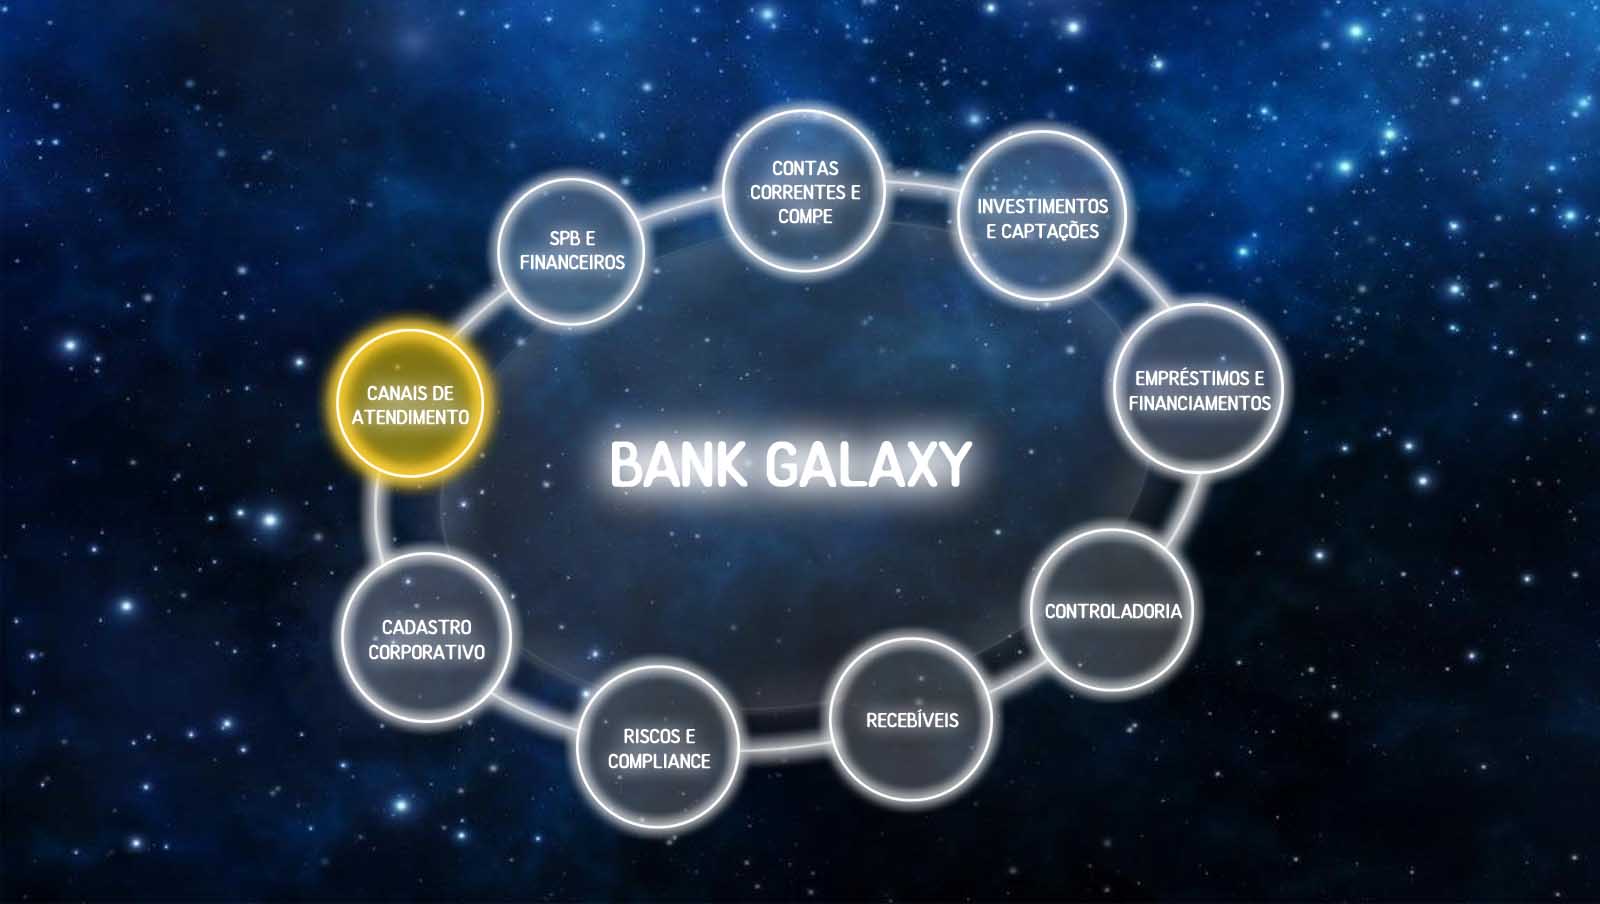 CONTAS
CORRENTES E
COMPE
INVESTIMENTOS
E CAPTAÇÕES
SPB E
FINANCEIROS
EMPRÉSTIMOS E
FINANCIAMENTOS
CANAIS DE
ATENDIMENTO
BANK GALAXY
CONTROLADORIA
CADASTRO
CORPORATIVO
RECEBÍVEIS
RISCOS E
COMPLIANCE